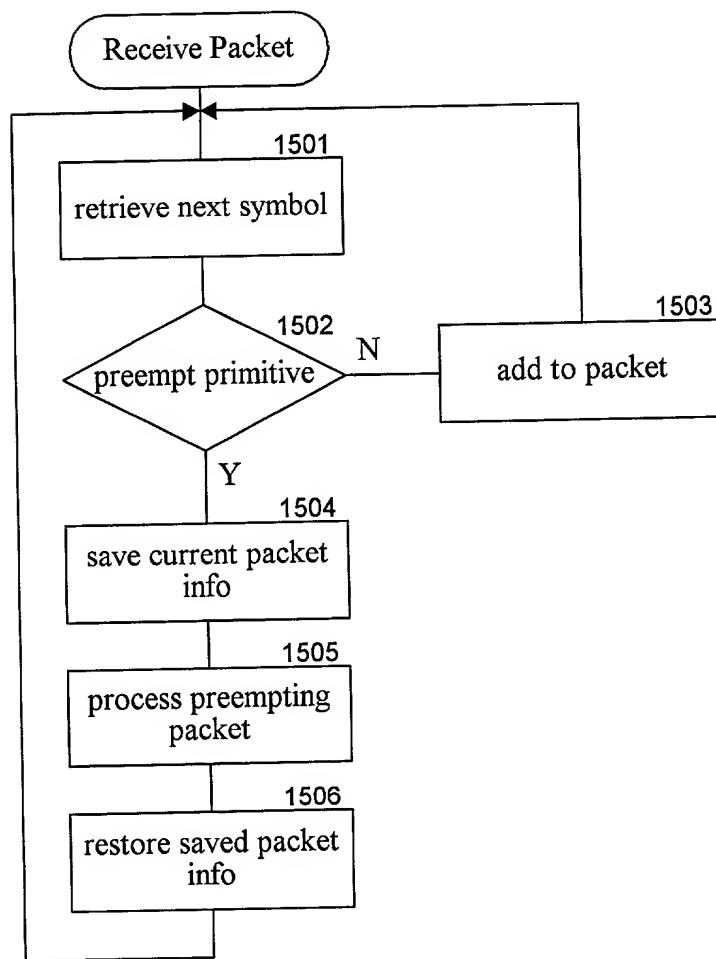 Receive Packet
1501
retrieve next symbol
1502
preempt primitive
N
1503
add to packet
Y
1504
save current packet
info
1505
process preempting
packet
1506
restore saved packet
info